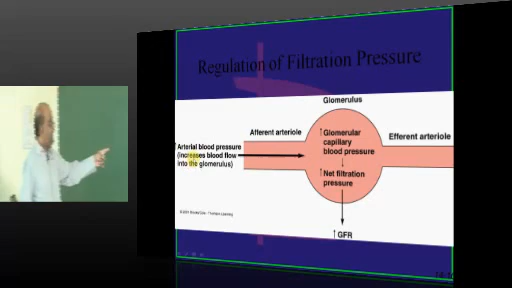 Regulation of Filtration Pressure
Glomerulus
Afferent arteriole
Efferent arteriole
↑ Glomerular
capillary
blood pressure
↑ Arterial blood pressure
(increases blood flow
into the glomerulus)
↑ Net filtration
pressure
↑ GFR